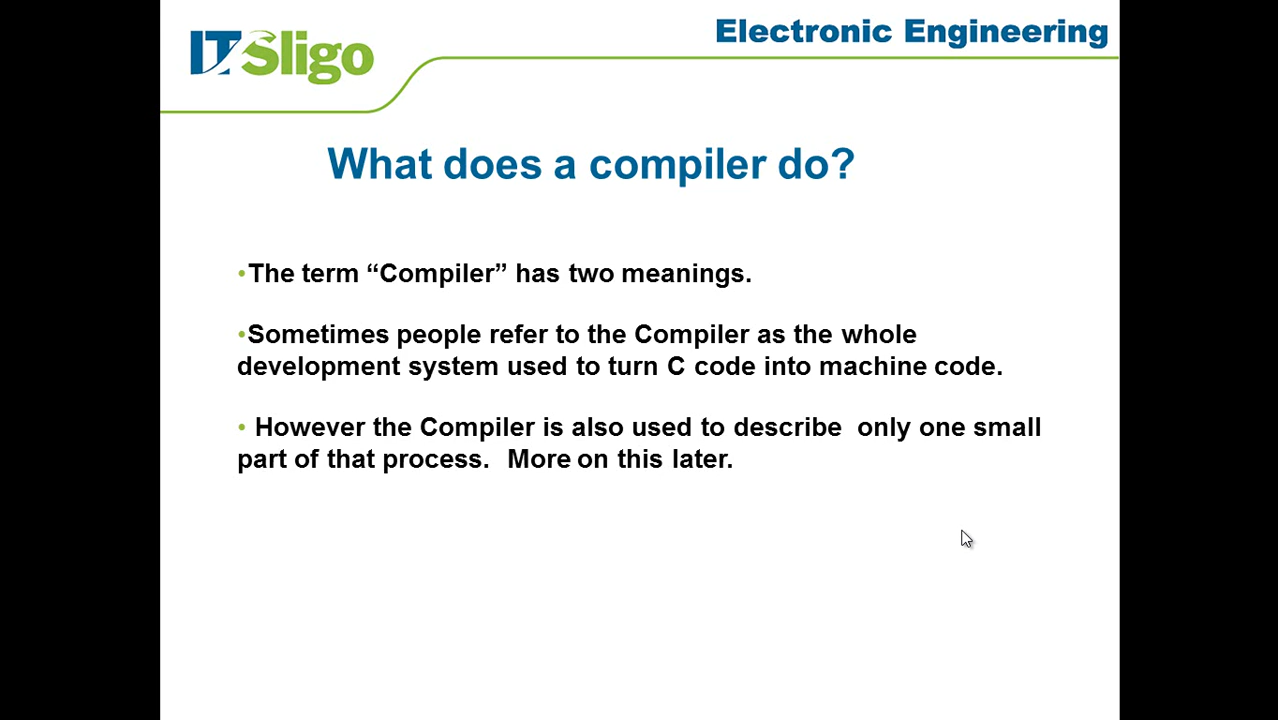 IT Sligo
Electronic Engineering
What does a compiler do?
•The term “Compiler” has two meanings.
•Sometimes people refer to the Compiler as the whole
development system used to turn C code into machine code.
• However the Compiler is also used to describe  only one small
part of that process.  More on this later.